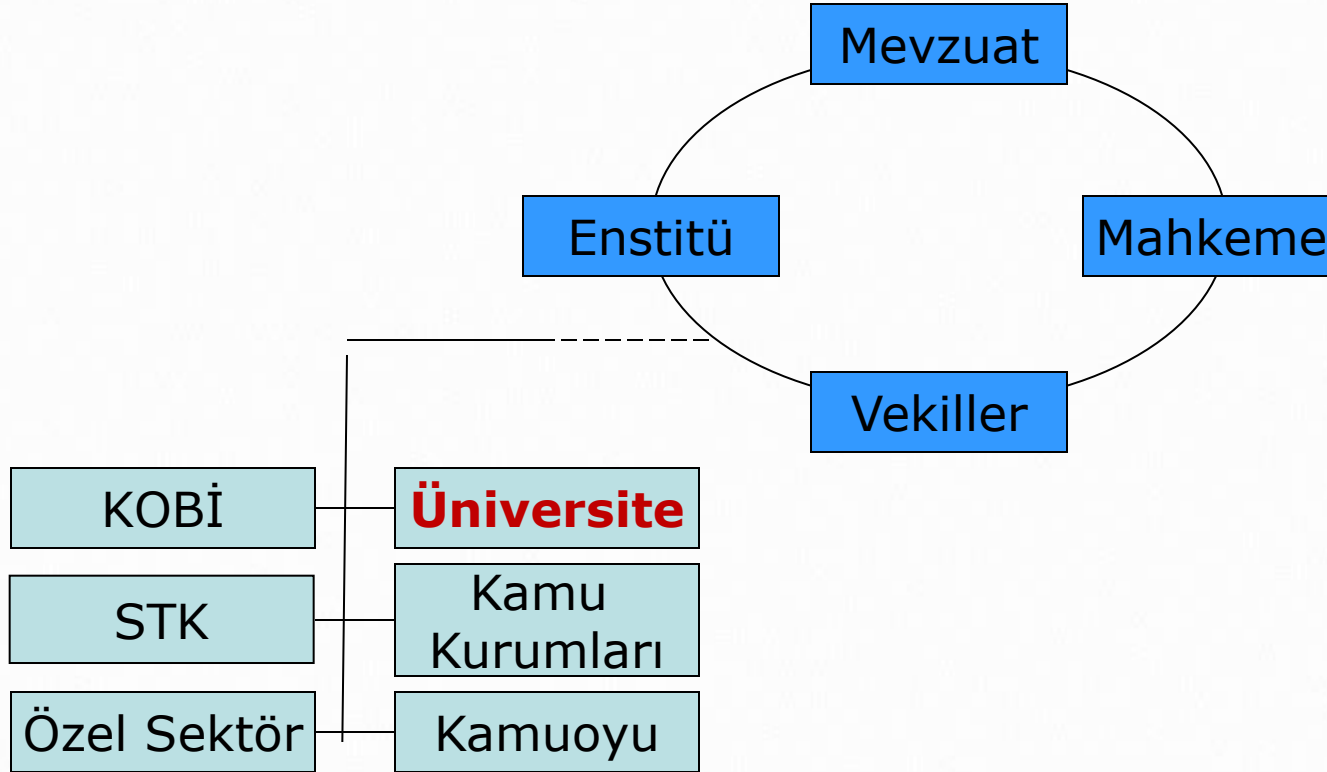 Mevzuat
Enstitü
Mahkeme
Vekiller
KOBİ
Üniversite
STK
Kamu
Kurumları
Özel Sektör
Kamuoyu